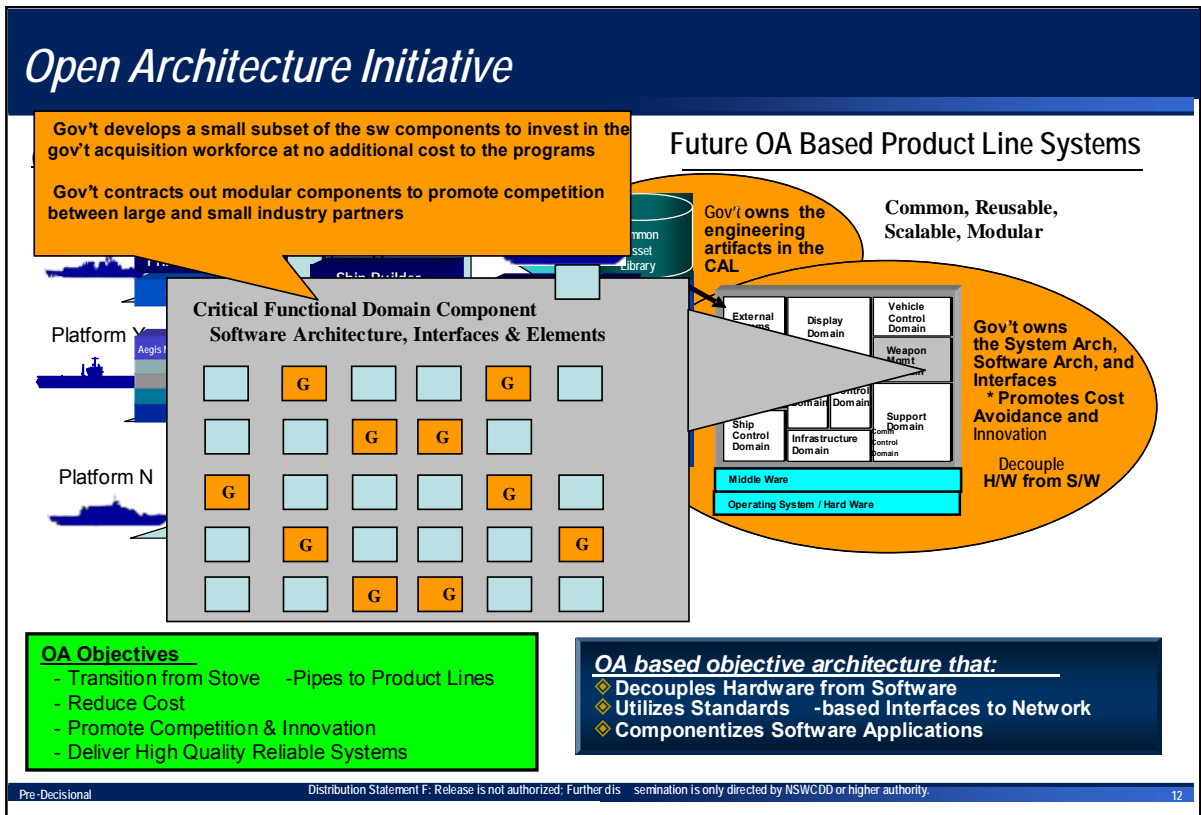 Open Architecture Initiative
Gov't develops a small subset of the sw components to invest in the
gov't acquisition workforce at no additional cost to the programs
Gov't contracts out modular components to promote competition
between large and small industry partners
Future OA Based Product Line Systems
Library
Gov't owns the
engineering
artifacts in the
CAL
Common, Reusable,
Scalable, Modular
Ship Builder
Platform
Aegis
Platform N
Critical Functional Domain Component
Software Architecture, Interfaces & Elements
G G
G G
G G
G G
G G
External
Display
Domain
Vehicle
Control
Domain
Weapon
Mgmt
Ship
Control
Domain
Domain
Infrastructure
Domain
Comm
Control
Domain
Support
Domain
Middle Ware
Operating System / Hard Ware
Gov't owns
the System Arch,
Software Arch, and
Interfaces
* Promotes Cost
Avoidance and
Innovation
Decouple
H/W from S/W
OA Objectives
- Transition from Stove -Pipes to Product Lines
- Reduce Cost
- Promote Competition & Innovation
- Deliver High Quality Reliable Systems
OA based objective architecture that:
Decouples Hardware from Software
Utilizes Standards -based Interfaces to Network
Componentizes Software Applications
Pre-Decisional
Distribution Statement F: Release is not authorized; Further dis semination is only directed by NSWCDD or higher authority.
12